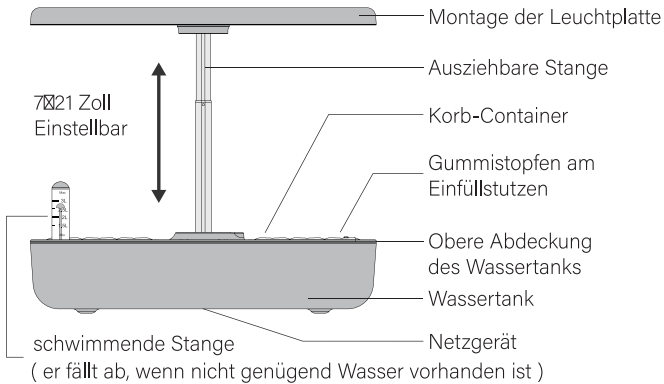 Montage der Leuchtplatte
Ausziehbare Stange
7☒21 Zoll
Einstellbar
Korb-Container
Gummistopfen am
Einfüllstutzen
Obere Abdeckung
des Wassertanks
Wassertank
Netzgerät
schwimmende Stange
( er fällt ab, wenn nicht genügend Wasser vorhanden ist )